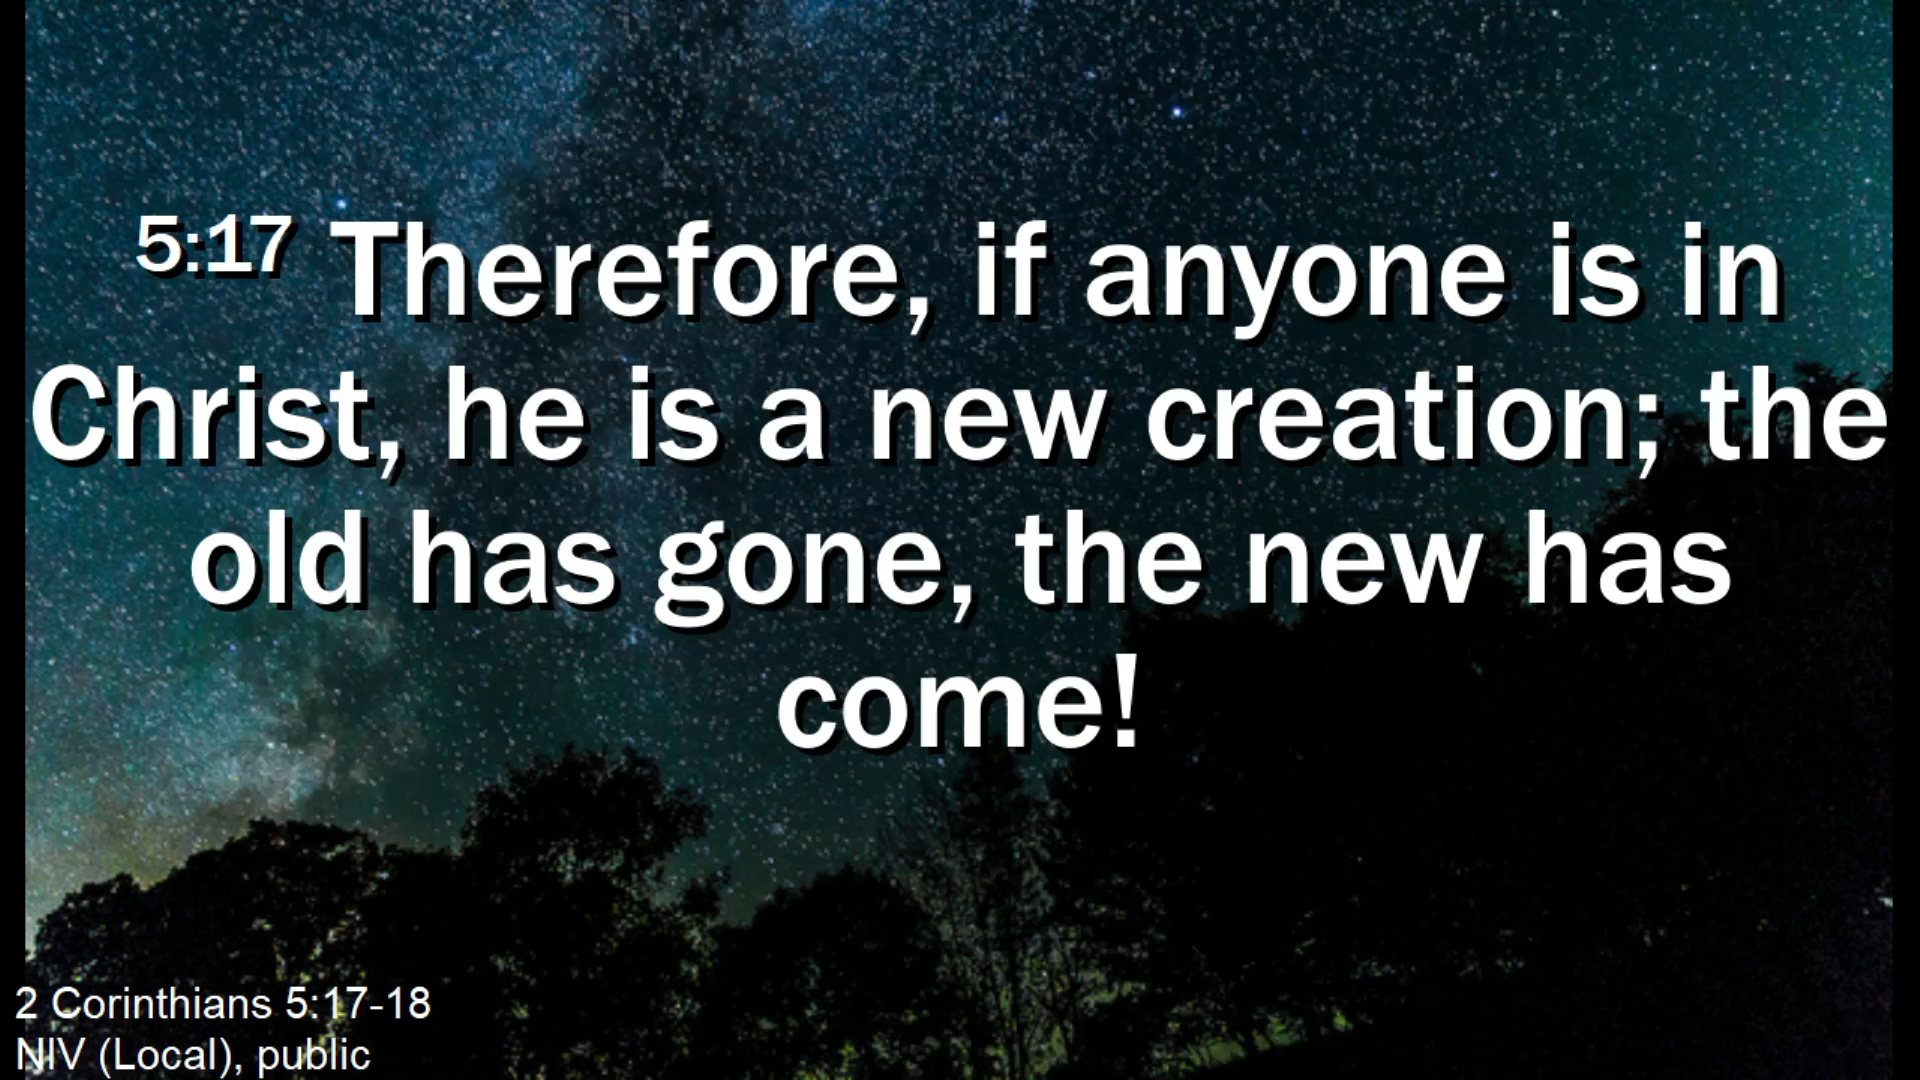 5:17 Therefore, if anyone is in
Christ, he is a new creation; the
old has gone, the new has
come!
2 Corinthians 5:17-18
NIV (Local), public